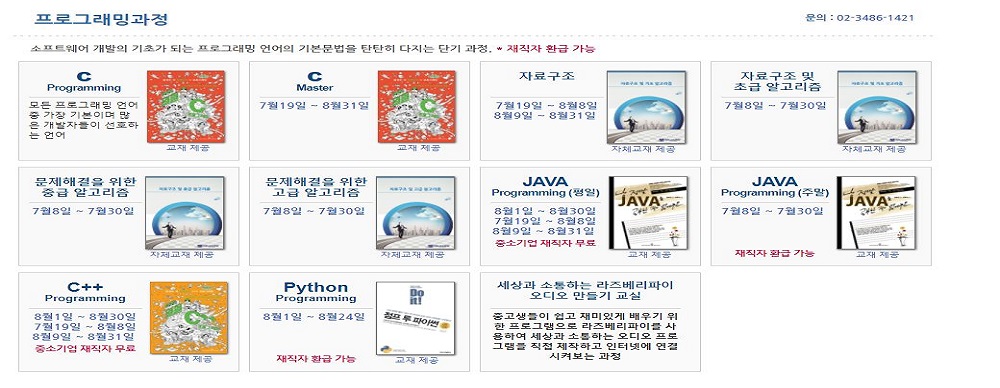 프로그래밍과정
문의 : 02-3486-1421
소프트웨어 개발의 기초가 되는 프로그래밍 언어의 기본문법을 탄탄히 다지는 단기 과정, * 재직자 환급 가능
C
Programming
모든 프로그래밍 언어
중 가장 기본이며 많
은 개발자들이 선호하
는 언어
교재 제공
C
Master
7월19일 ~ 8월31일
교재 제공
자료구조
7월19일 ~ 8월8일
8월9일 ~ 8월31일
자체교재 제공
자료구조 및
초급 알고리즘
7월8일 ~ 7월30일
자체교재 제공
문제해결을 위한
중급 알고리즘
7월8일 ~ 7월30일
자체교재 제공
문제해결을 위한
고급 알고리즘
7월8일 ~ 7월30일
자체교재 제공
JAVA
Programming (평일)
8월1일 ~ 8월30일
7월19일 ~ 8월8일
8월9일 ~ 8월31일
중소기업 재직자 무료
JAVA
교재 제공
JAVA
Programming (주말)
7월8일 ~ 7월30일
재직자 환급 가능
JAVA
교재 제공
C++
Programming
8월1일 ~ 8월30일
7월19일 ~ 8월8일
8월9일 ~ 8월31일
중소기업 재직자 무료
교재 제공
Python
Programming
8월1일 ~ 8월24일
재직자 환급 가능
Do
it!
점프 투 파이썬
교재 제공
세상과 소통하는 라즈베리파이
오디오 만들기 교실
중고생들이 쉽고 재미있게 배우기 위
한 프로그램으로 라즈베리파이를 사
용하여 세상과 소통하는 오디오 프로
그램을 직접 제작하고 인터넷에 연결
시켜보는 과정